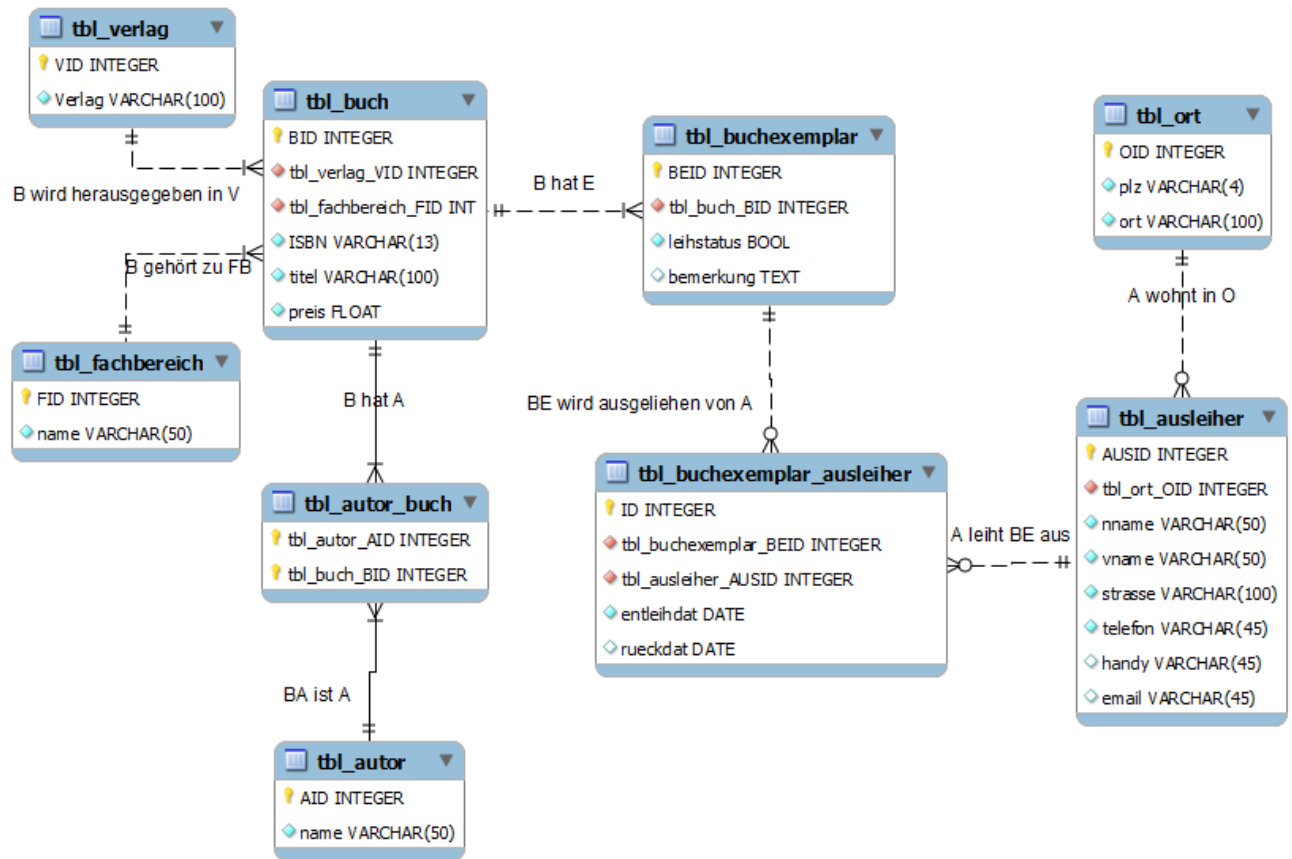 tbl_verlag
VID INTEGER
Verlag VARCHAR(100)
B wird herausgegeben in V
tbl_buch
BID INTEGER
tbl_verlag_VID INTEGER
tbl_fachbereich_FID INT
ISBN VARCHAR(13)
titel VARCHAR(100)
preis FLOAT
B gehört zu FB
tbl_fachbereich
FID INTEGER
name VARCHAR(50)
B hat E
tbl_buchexemplar
BEID INTEGER
tbl_buch_BID INTEGER
leihstatus BOOL
bemerkung TEXT
tbl_ort
OID INTEGER
plz VARCHAR(4)
ort VARCHAR(100)
A wohnt in O
B hat A
BE wird ausgeliehen von A
tbl_autor_buch
tbl_autor_AID INTEGER
tbl_buch_BID INTEGER
tbl_buchexemplar_ausleiher
ID INTEGER
tbl_buchexemplar_BEID INTEGER
tbl_ausleiher_AUSID INTEGER
entleihdat DATE
rueckdat DATE
A leiht BE aus
tbl_ausleiher
AUSID INTEGER
tbl_ort_OID INTEGER
nname VARCHAR(50)
vname VARCHAR(50)
strasse VARCHAR(100)
telefon VARCHAR(45)
handy VARCHAR(45)
email VARCHAR(45)
BA ist A
tbl_autor
AID INTEGER
name VARCHAR(50)